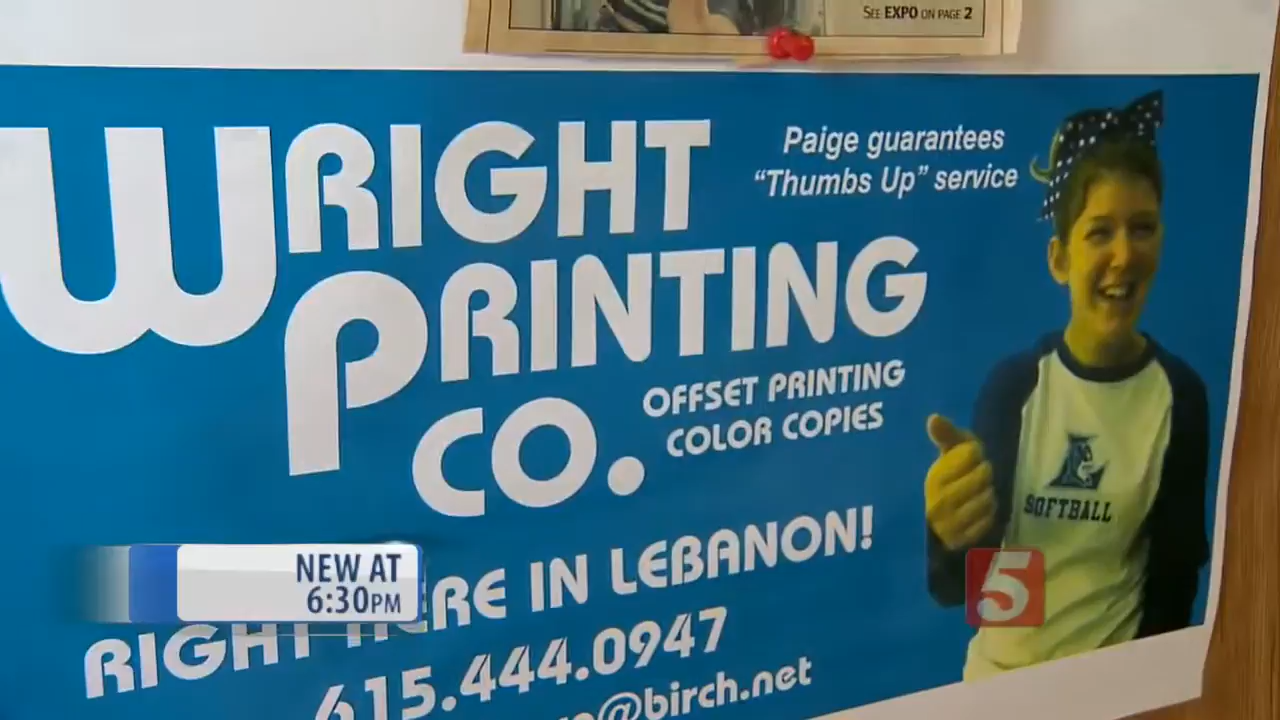 SEE EXPO ON PAGE 2
WRIGHT
PRINTING
CO.
Paige guarantees
“Thumbs Up” service
OFFSET PRINTING
COLOR COPIES
SOFTBALL
RIGHT HERE IN LEBANON!
615.444.0947
@birch.net
NEW AT
6:30PM
5